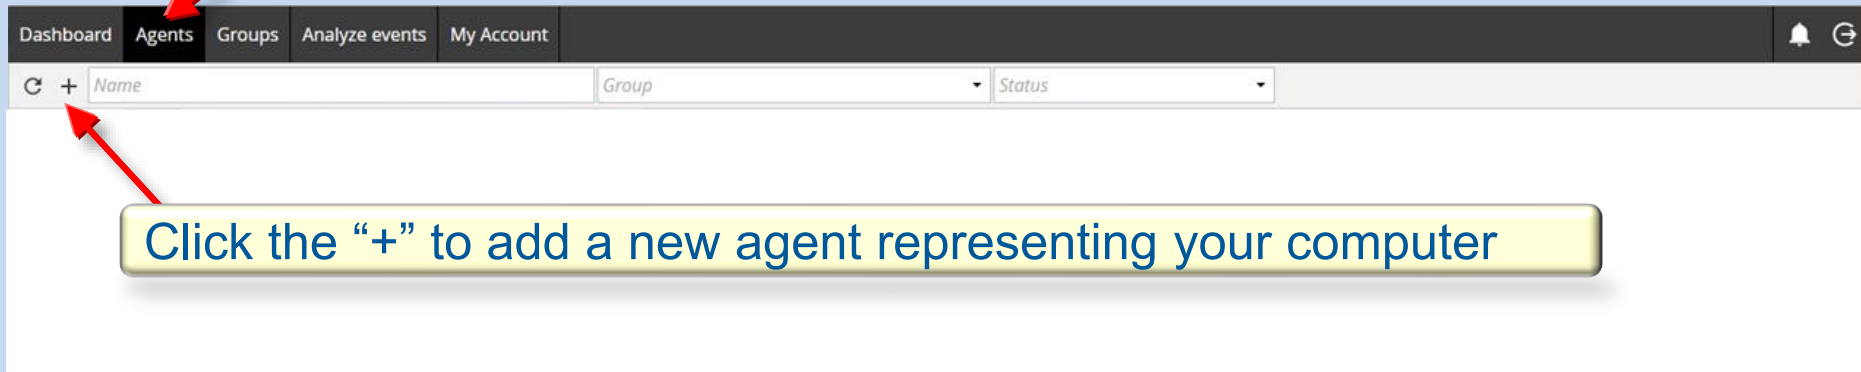 Dashboard Agents Groups Analyze events My Account
+ Name Group Status
Click the “+” to add a new agent representing your computer